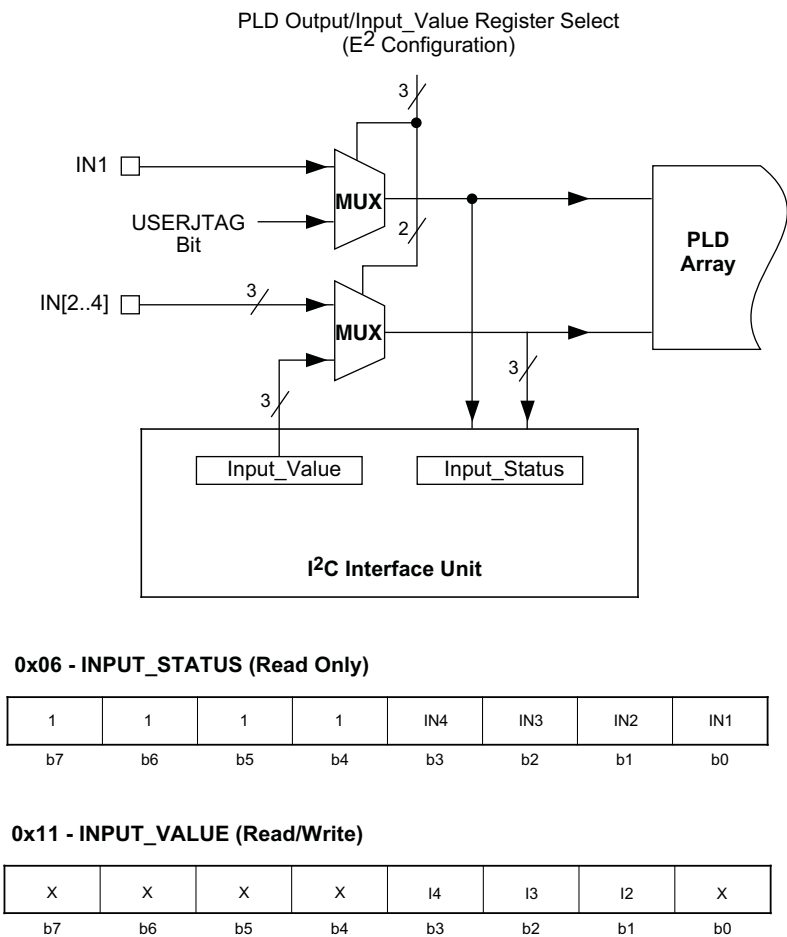 PLD Output/Input_Value Register Select
(E2 Configuration)
3
IN1
MUX
USERJTAG
Bit
2
PLD
Array
IN[2..4]
3
MUX
3
3
Input_Value
Input_Status
I2C Interface Unit
0x06 - INPUT_STATUS (Read Only)
1 1 1 1 IN4 IN3 IN2 IN1
b7 b6 b5 b4 b3 b2 b1 b0
0x11 - INPUT_VALUE (Read/Write)
X X X X I4 I3 I2 X
b7 b6 b5 b4 b3 b2 b1 b0